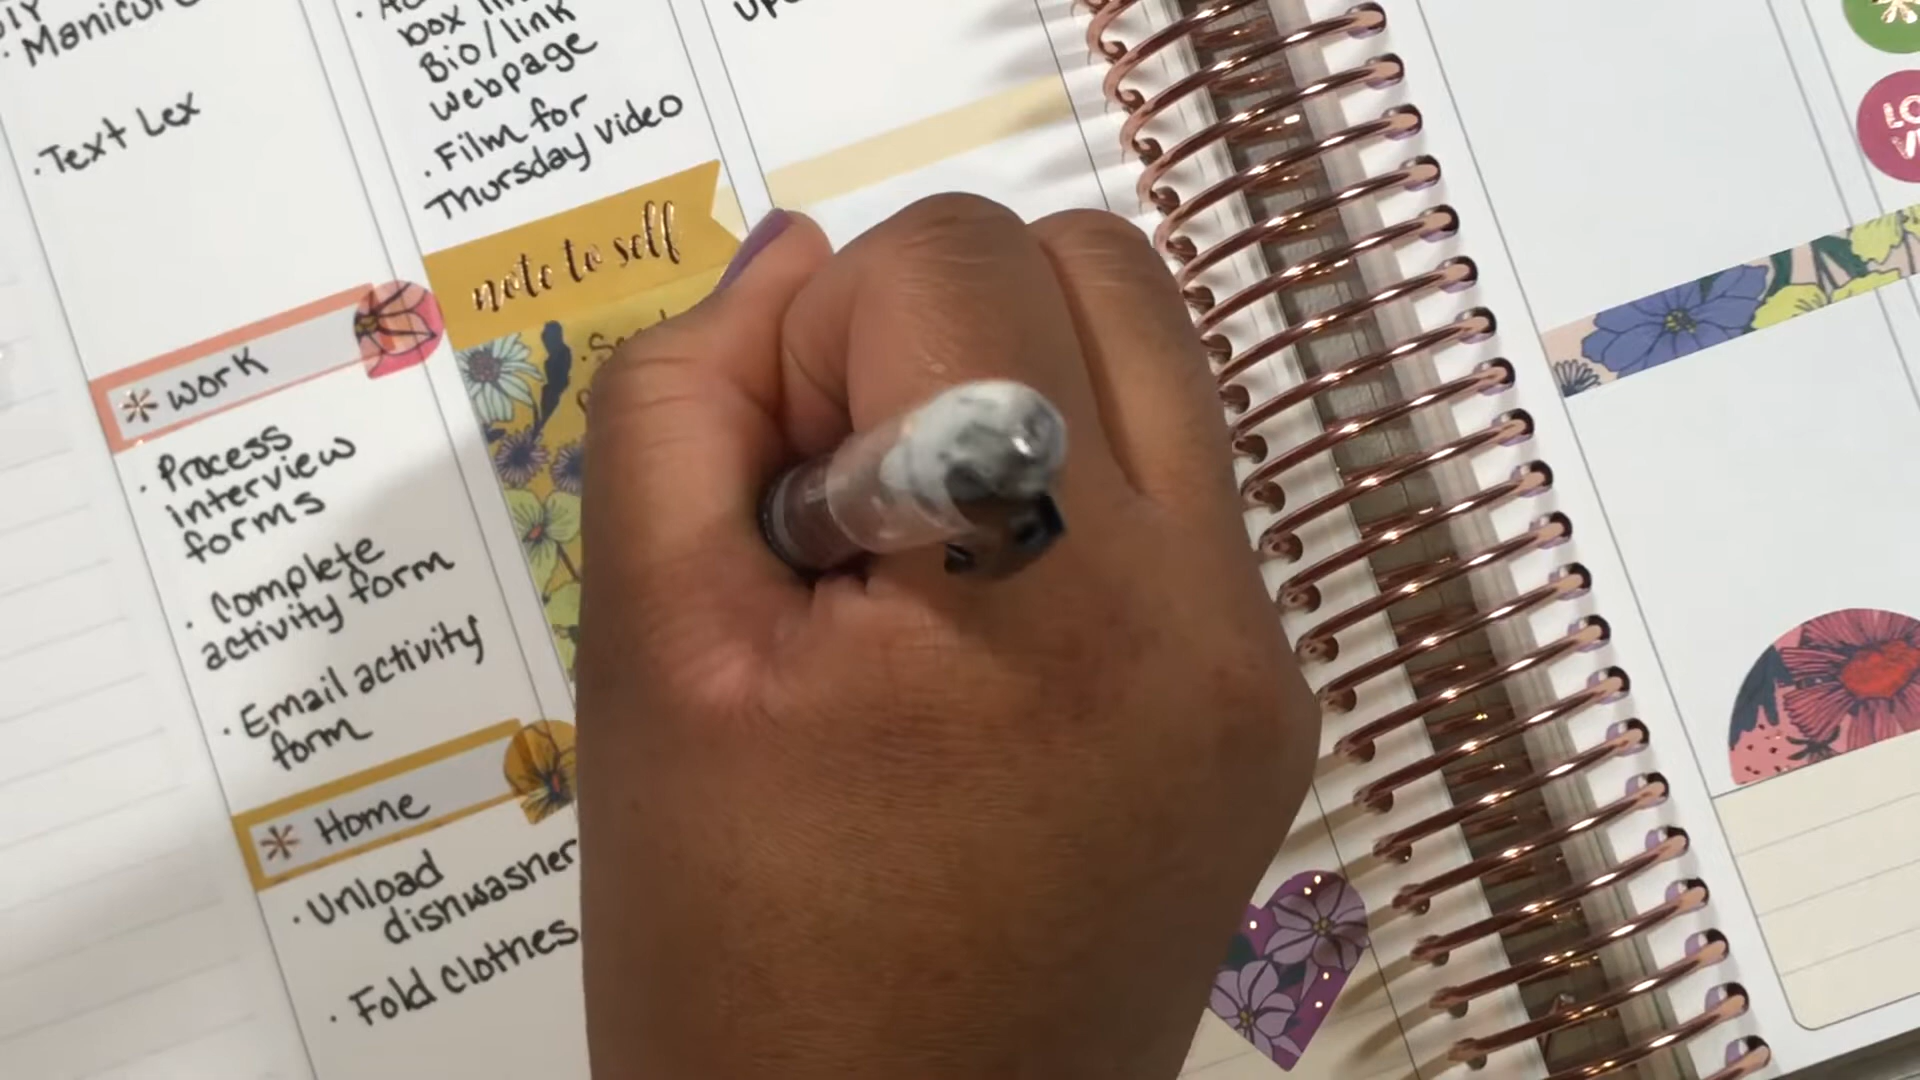 DIY
· Manicure
· Text Lex
work
· Process
interview
forms
· Complete
activity form
· Email activity
form
Home
· Unload
dishwasher
· Fold clothes
box
Bio/link
webpage
· Film for
Thursday Video
note to self